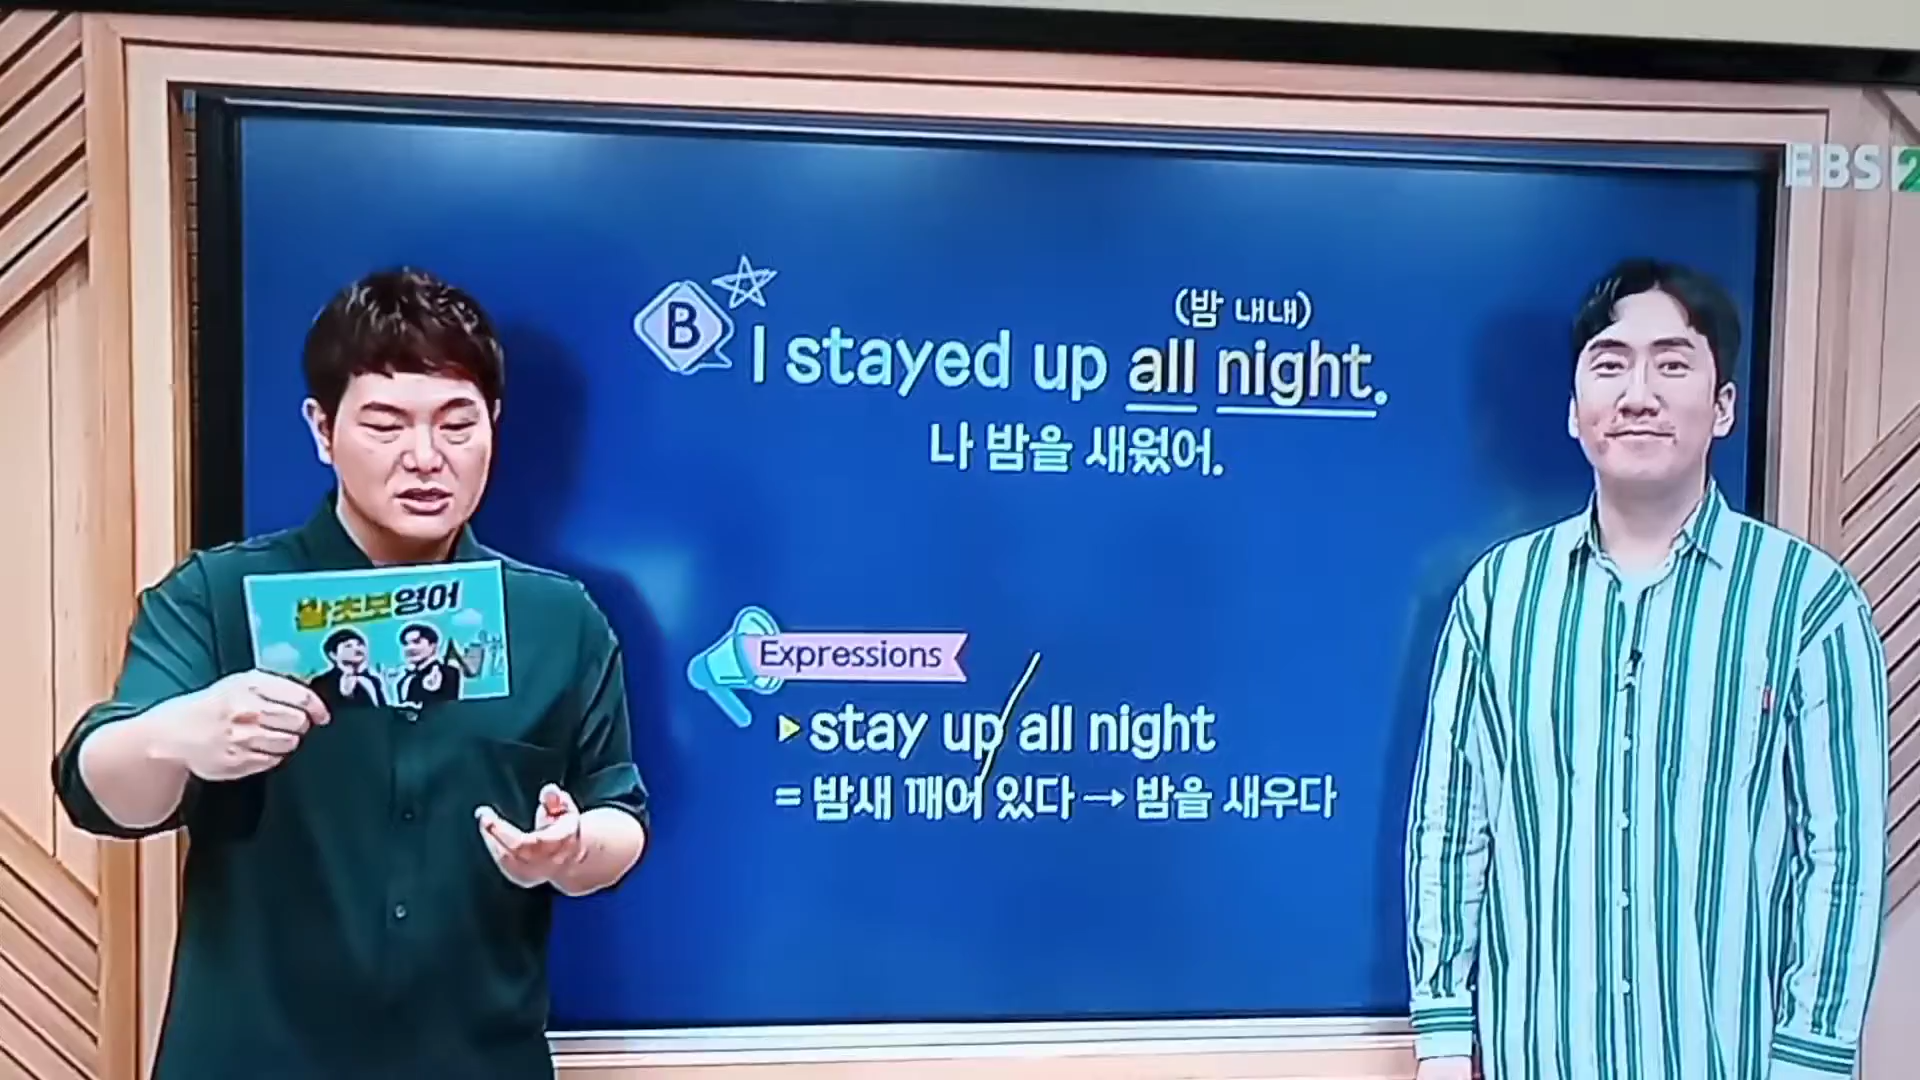 EBS 2
(밤 내내)
B I stayed up all night.
나 밤을 새웠어.
왕초보영어
Expressions
stay up all night
= 밤새 깨어 있다 → 밤을 새우다